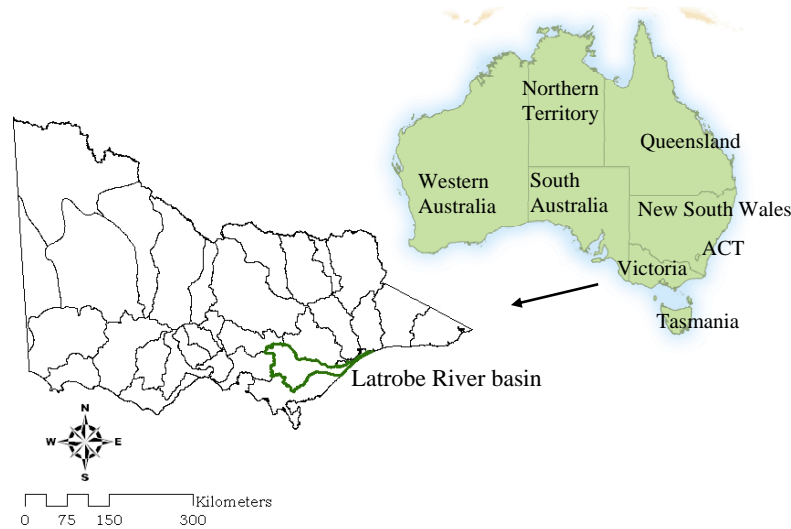 Northern
Territory
Queensland
Western
Australia
South
Australia
New South Wales
ACT
Victoria
Tasmania
Latrobe River basin
N
W E
S
Kilometers
0 75 150 300